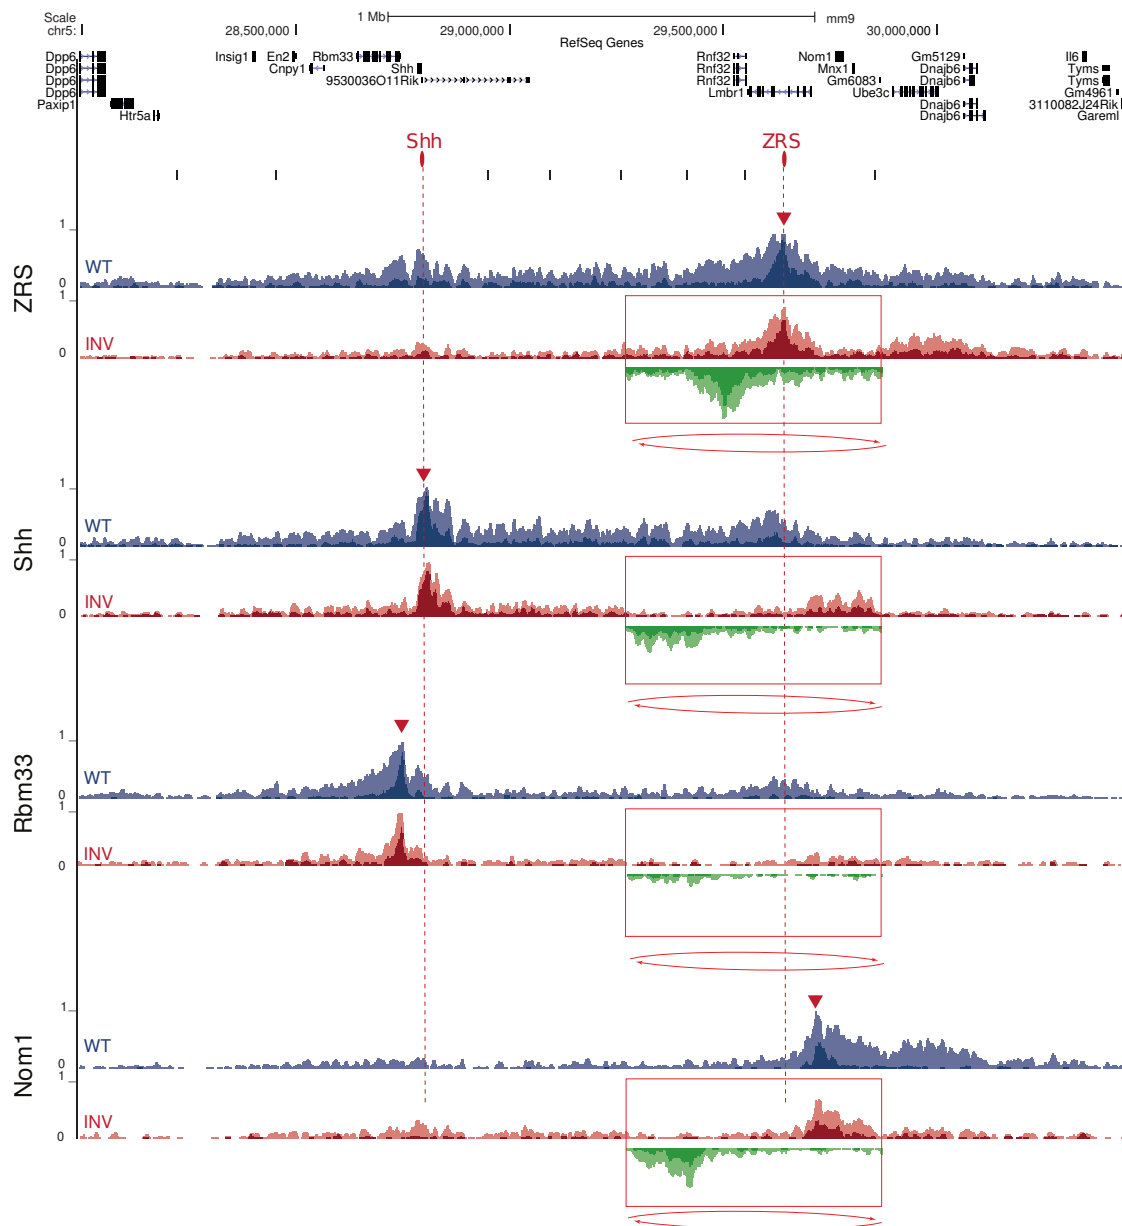 Scale 1 Mb mm9
chr5: 28,500,000 29,000,000 29,500,000 30,000,000
RefSeq Genes
Dpp6 Insig1 En2 Rbm33 Rnf32 Nom1 Gm5129 Il6
Dpp6 Cnpy1 Shh Rnf32 Mnx1 Dnajb6 Tyms
Dpp6 9530036O11Rik Rnf32 Gm6083 Dnajb6 Tyms
Dpp6 Lmbr1 Ube3c Gm4961
Paxip1 Dnajb6 3110082J24Rik
Htr5a Dnajb6 Gareml
Shh ZRS
ZRS
1
WT
0
1
INV
0
Shh
1
WT
0
1
INV
0
Rbm33
1
WT
0
1
INV
0
Nom1
1
WT
0
1
INV
0